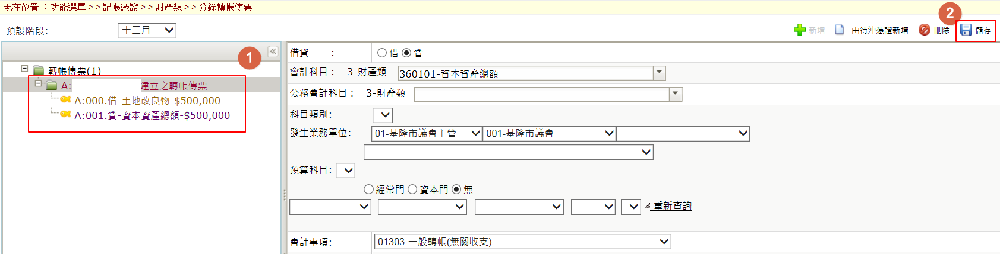 現在位置 ：功能選單>>記帳憑證>>財產類>>分錄轉帳傳票
預設階段: 十二月
新增 由待沖憑證新增 刪除 儲存
2
1
轉帳傳票(1)
A: 建立之轉帳傳票
A:000.借-土地改良物-$500,000
A:001.貸-資本資產總額-$500,000
借貸 : 借 貸
會計科目: 3-財產類 360101-資本資產總額
公務會計科目: 3-財產類
科目類別:
發生業務單位: 01-基隆市議會主管 001-基隆市議會
預算科目:
經常門 資本門 無
重新查詢
會計事項: 01303-一般轉帳(無關收支)